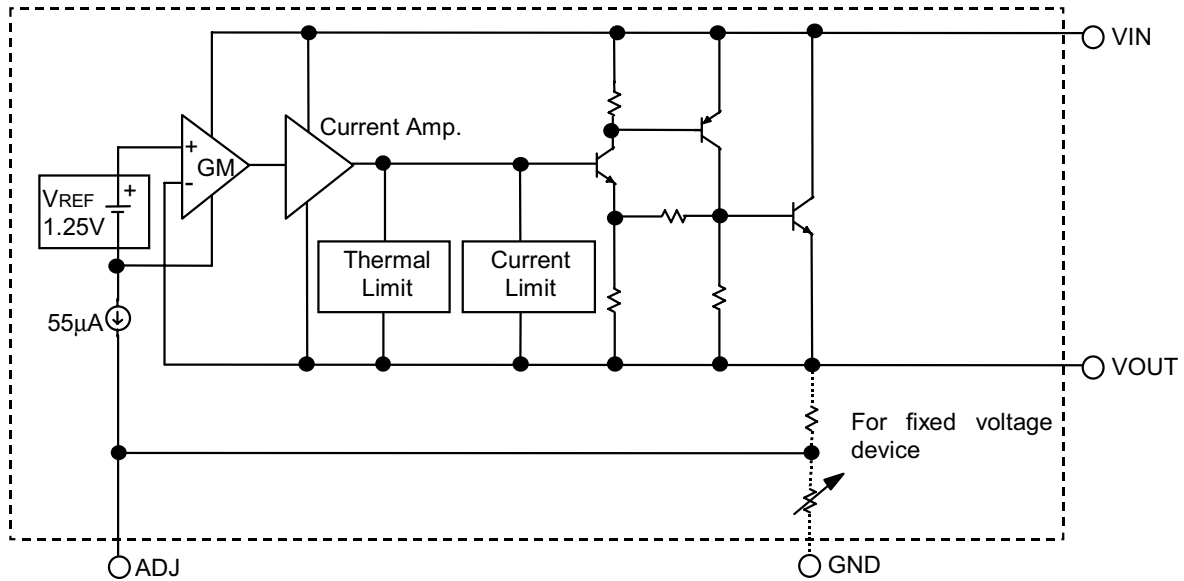 VIN
Current Amp.
+
GM
-
+
VREF
1.25V
Thermal
Limit
Current
Limit
55µA
VOUT
For fixed voltage
device
ADJ
GND